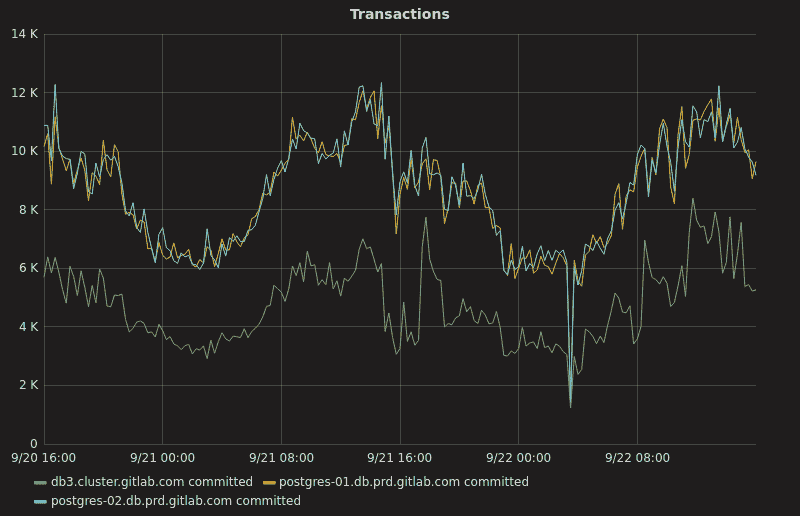 Transactions
14 K
12 K
10 K
8 K
6 K
4 K
2 K
0
9/20 16:00 9/21 00:00 9/21 08:00 9/21 16:00 9/22 00:00 9/22 08:00
db3.cluster.gitlab.com committed postgres-01.db.prd.gitlab.com committed
postgres-02.db.prd.gitlab.com committed